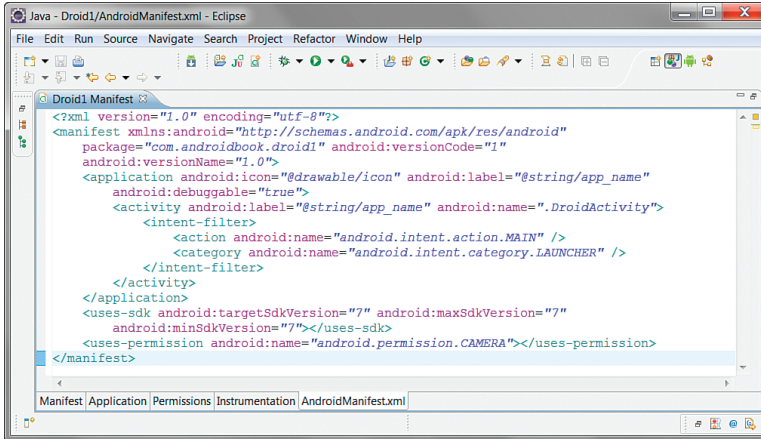 Java - Droid1/AndroidManifest.xml - Eclipse
File Edit Run Source Navigate Search Project Refactor Window Help
Droid1 Manifest
<?xml version="1.0" encoding="utf-8"?>
<manifest xmlns:android="http://schemas.android.com/apk/res/android"
package="com.androidbook.droid1" android:versionCode="1"
android:versionName="1.0">
<application android:icon="@drawable/icon" android:label="@string/app_name"
android:debuggable="true">
<activity android:label="@string/app_name" android:name=".DroidActivity">
<intent-filter>
<action android:name="android.intent.action.MAIN" />
<category android:name="android.intent.category.LAUNCHER" />
</intent-filter>
</activity>
</application>
<uses-sdk android:targetSdkVersion="7" android:maxSdkVersion="7"
android:minSdkVersion="7"></uses-sdk>
<uses-permission android:name="android.permission.CAMERA"></uses-permission>
</manifest>
Manifest Application Permissions Instrumentation AndroidManifest.xml